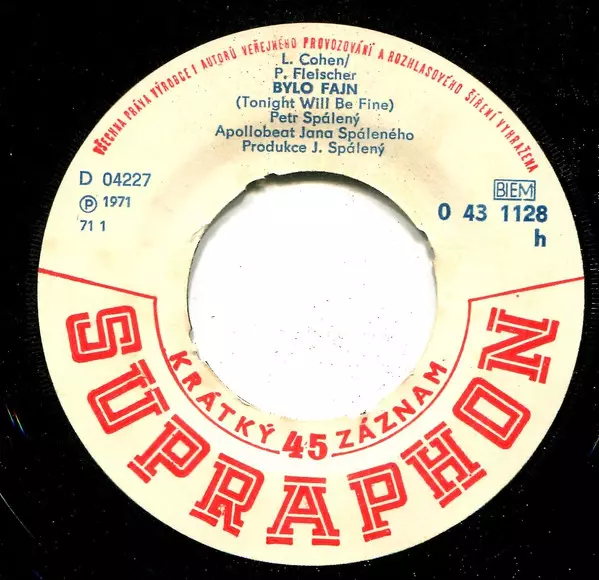 VŠECHNA PRÁVA VÝROBCE I AUTORŮ VEŘEJNÉHO PROVOZOVÁNÍ A ROZHLASOVÉHO ŠÍŘENÍ VYHRAŽENA
L. Cohen/
P. Fleischer
BYLO FAJN
(Tonight Will Be Fine)
Petr Spálený
Apollobeat Jana Spáleného
Produkce J. Spálený
D 04227
Ⓟ 1971
71 1
BIEM
0 43 1128
h
KRÁTKÝ 45 ZÁZNAM
SUPRAPHON